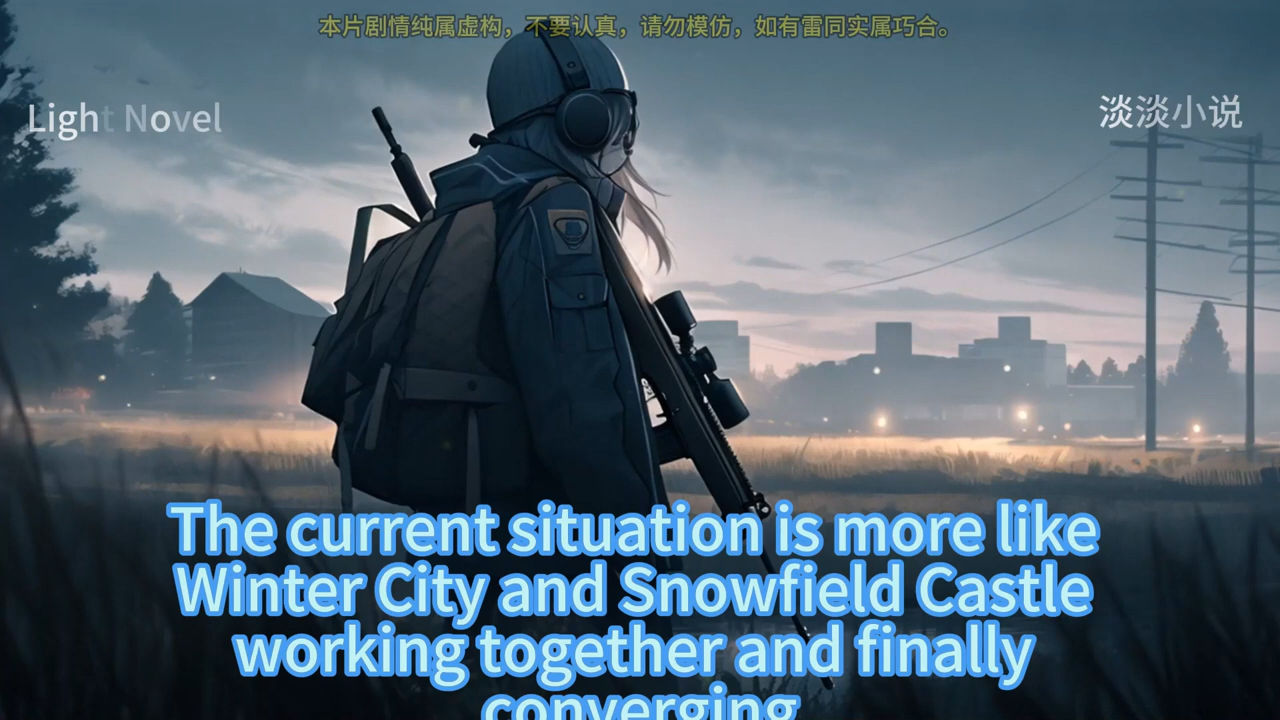 本片剧情纯属虚构，不要认真，请勿模仿，如有雷同实属巧合。
Light Novel
淡淡小说
The current situation is more like
Winter City and Snowfield Castle
working together and finally
converging